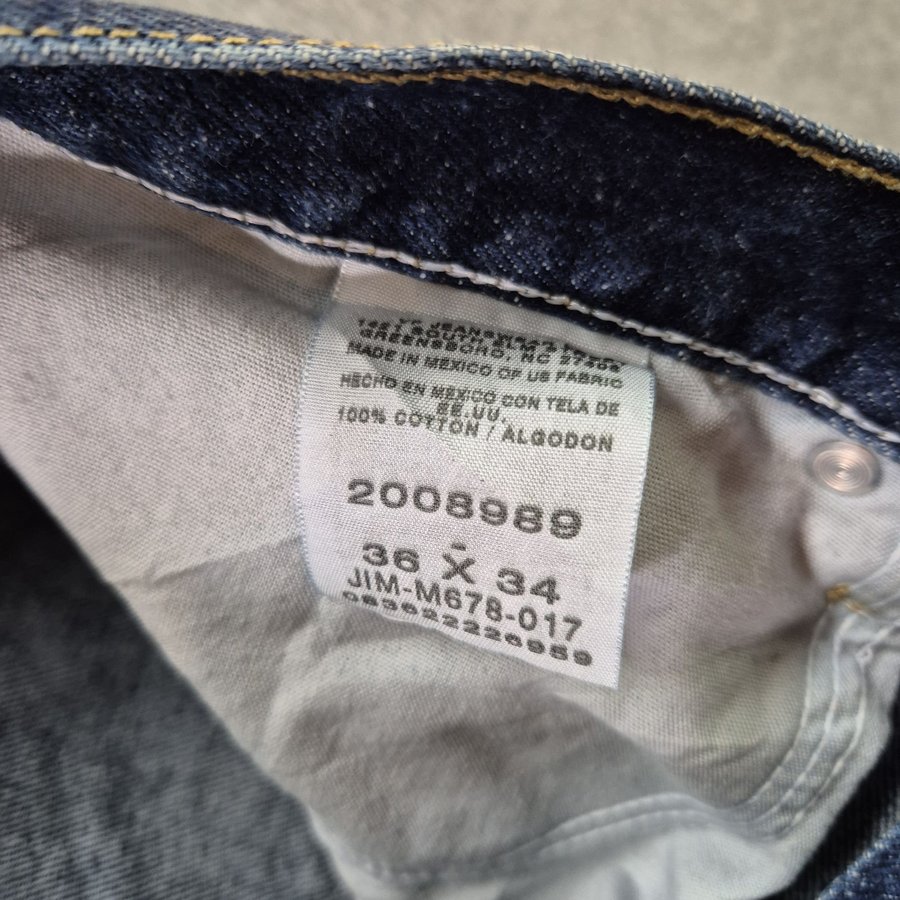 GREENSBORO, NC
MADE IN MEXICO OF US FABRIC
HECHO EN MEXICO CON TELA DE
EE.UU.
100% COTTON / ALGODON
2008989
-
36 X 34
JIM-M678-017